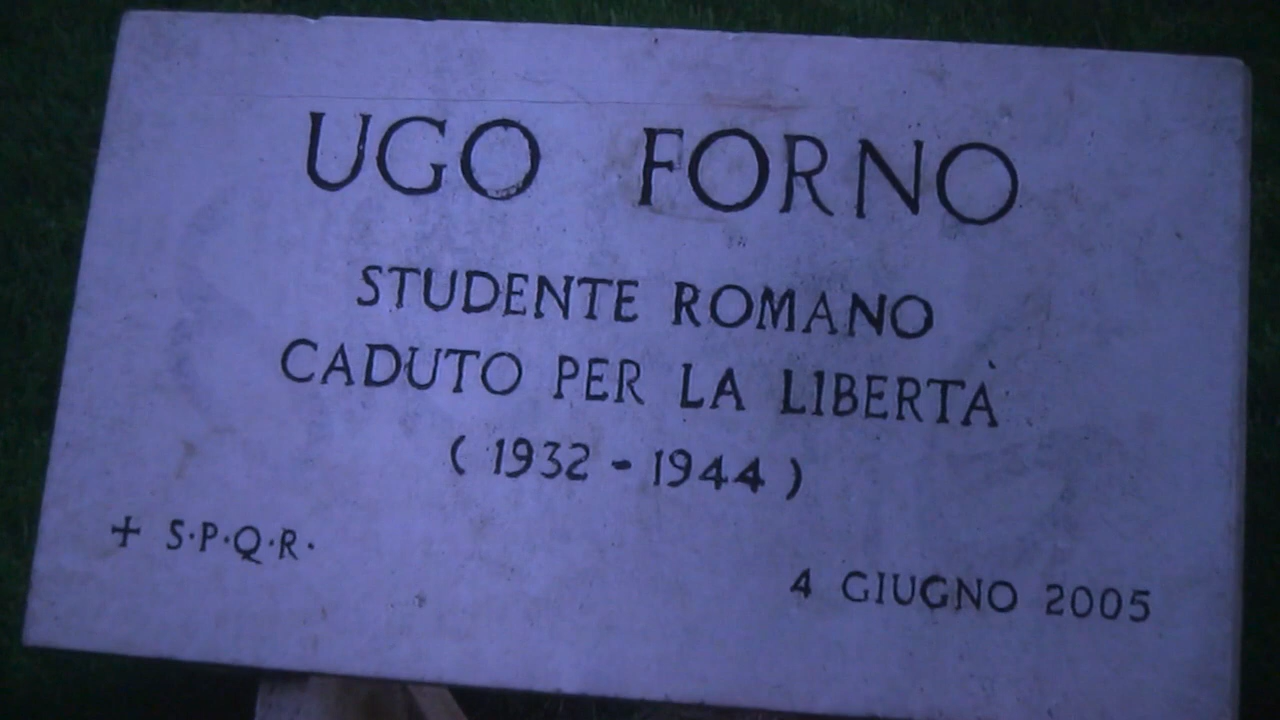 UGO FORNO
STUDENTE ROMANO
CADUTO PER LA LIBERTÀ
( 1932 - 1944 )
+ S·P·Q·R·
4 GIUGNO 2005